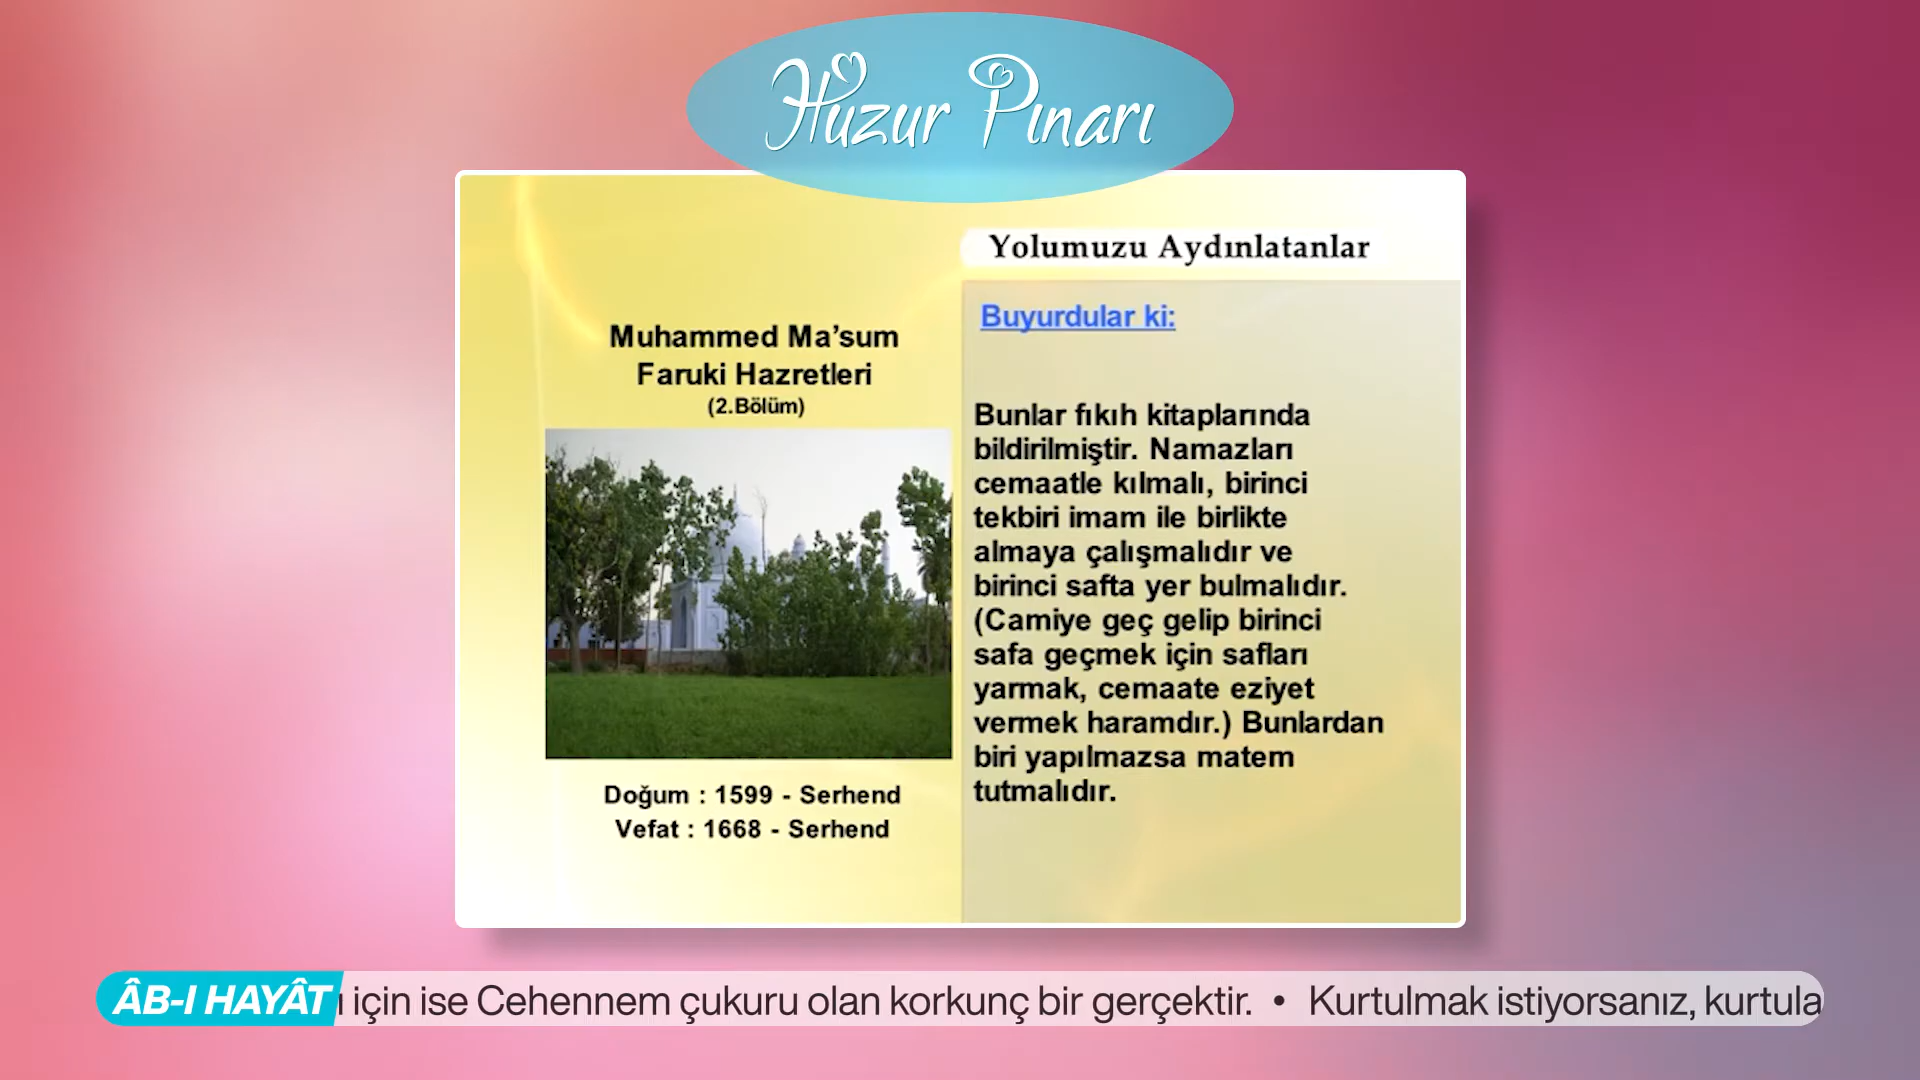 Huzur Pınarı
Yolumuzu Aydınlatanlar
Muhammed Ma’sum
Faruki Hazretleri
(2.Bölüm)
Doğum : 1599 - Serhend
Vefat : 1668 - Serhend
Buyurdular ki:
Bunlar fıkıh kitaplarında
bildirilmiştir. Namazları
cemaatle kılmalı, birinci
tekbiri imam ile birlikte
almaya çalışmalıdır ve
birinci safta yer bulmalıdır.
(Camiye geç gelip birinci
safa geçmek için safları
yarmak, cemaate eziyet
vermek haramdır.) Bunlardan
biri yapılmazsa matem
tutmalıdır.
ÂB-I HAYÂT için ise Cehennem çukuru olan korkunç bir gerçektir. • Kurtulmak istiyorsanız, kurtula